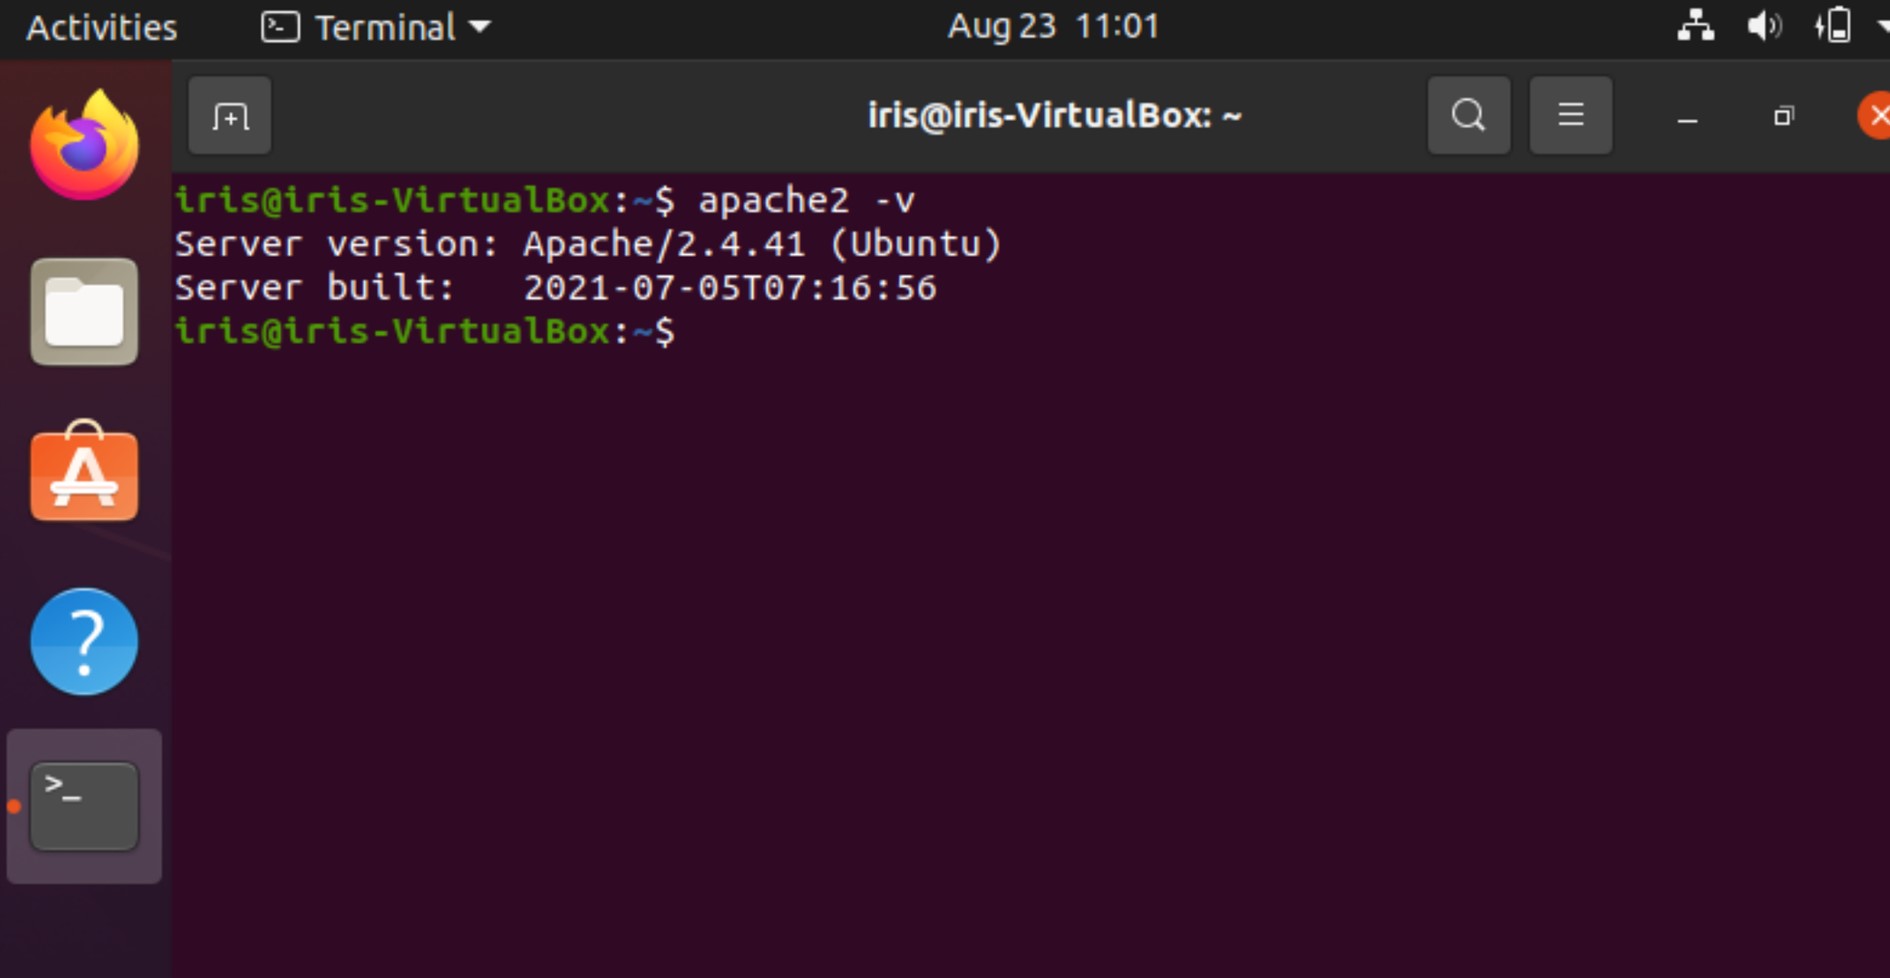 Activities Terminal Aug 23 11:01
iris@iris-VirtualBox: ~
iris@iris-VirtualBox:~$ apache2 -v
Server version: Apache/2.4.41 (Ubuntu)
Server built:   2021-07-05T07:16:56
iris@iris-VirtualBox:~$